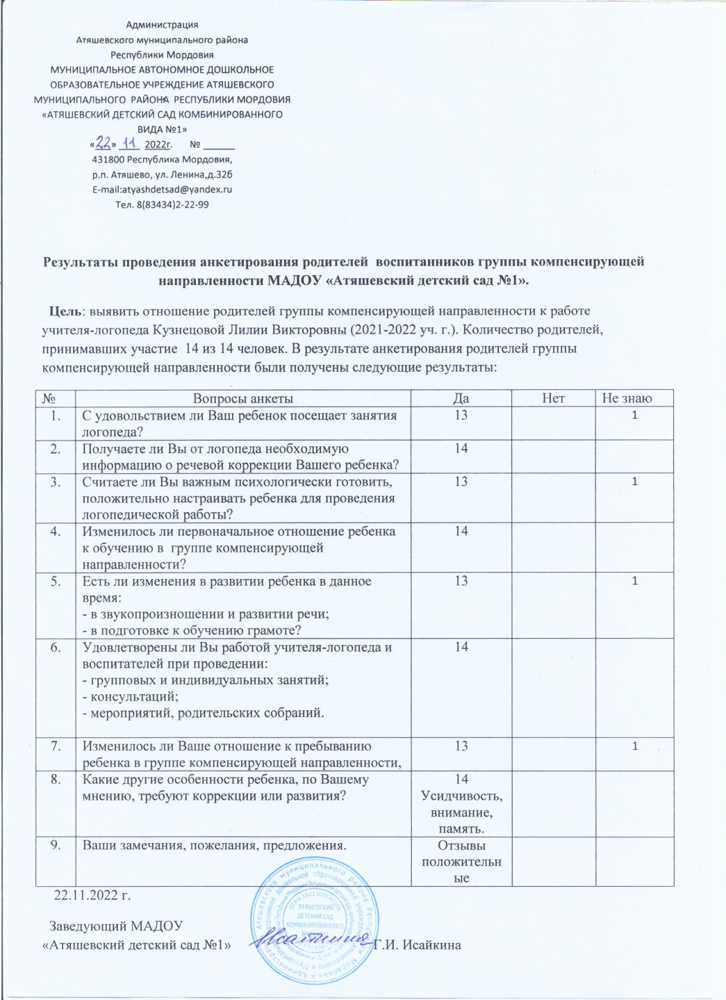 Администрация
Атяшевского муниципального района
Республики Мордовия
МУНИЦИПАЛЬНОЕ АВТОНОМНОЕ ДОШКОЛЬНОЕ
ОБРАЗОВАТЕЛЬНОЕ УЧРЕЖДЕНИЕ АТЯШЕВСКОГО
МУНИЦИПАЛЬНОГО РАЙОНА РЕСПУБЛИКИ МОРДОВИЯ
«АТЯШЕВСКИЙ ДЕТСКИЙ САД КОМБИНИРОВАННОГО
ВИДА №1»
«22» 11 2022г. № ______
431800 Республика Мордовия,
р.п. Атяшево, ул. Ленина,д.32б
E-mail:atyashdetsad@yandex.ru
Тел. 8(83434)2-22-99
Результаты проведения анкетирования родителей воспитанников группы компенсирующей
направленности МАДОУ «Атяшевский детский сад №1».
Цель: выявить отношение родителей группы компенсирующей направленности к работе
учителя-логопеда Кузнецовой Лилии Викторовны (2021-2022 уч. г.). Количество родителей,
принимавших участие 14 из 14 человек. В результате анкетирования родителей группы
компенсирующей направленности были получены следующие результаты:
№ Вопросы анкеты Да Нет Не знаю
1. С удовольствием ли Ваш ребенок посещает занятия 13 1
логопеда?
2. Получаете ли Вы от логопеда необходимую 14
информацию о речевой коррекции Вашего ребенка?
3. Считаете ли Вы важным психологически готовить, 13 1
положительно настраивать ребенка для проведения
логопедической работы?
4. Изменилось ли первоначальное отношение ребенка 14
к обучению в группе компенсирующей
направленности?
5. Есть ли изменения в развитии ребенка в данное 13 1
время:
- в звукопроизношении и развитии речи;
- в подготовке к обучению грамоте?
6. Удовлетворены ли Вы работой учителя-логопеда и 14
воспитателей при проведении:
- групповых и индивидуальных занятий;
- консультаций;
- мероприятий, родительских собраний.
7. Изменилось ли Ваше отношение к пребыванию 13 1
ребенка в группе компенсирующей направленности,
8. Какие другие особенности ребенка, по Вашему 14
мнению, требуют коррекции или развития? Усидчивость,
внимание,
память.
9. Ваши замечания, пожелания, предложения. Отзывы
положительн
ые
22.11.2022 г.
"АТЯШЕВСКИЙ
ДЕТСКИЙ САД
КОМБИНИРОВАННОГО
Заведующий МАДОУ
«Атяшевский детский сад №1» Г.И. Исайкина